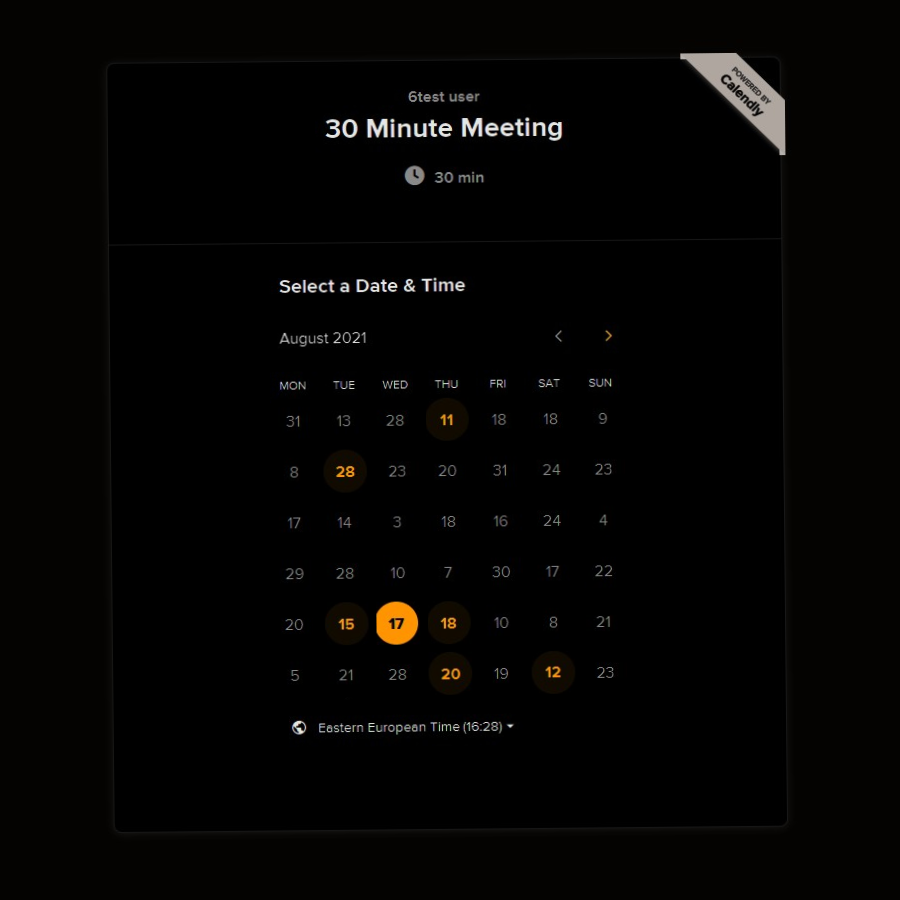 POWERED BY
Calendly
6test user
30 Minute Meeting
30 min
Select a Date & Time
August 2021
MON TUE WED THU FRI SAT SUN
31 13 28 11 18 18 9
8 28 23 20 31 24 23
17 14 3 18 16 24 4
29 28 10 7 30 17 22
20 15 17 18 10 8 21
5 21 28 20 19 12 23
Eastern European Time (16:28)